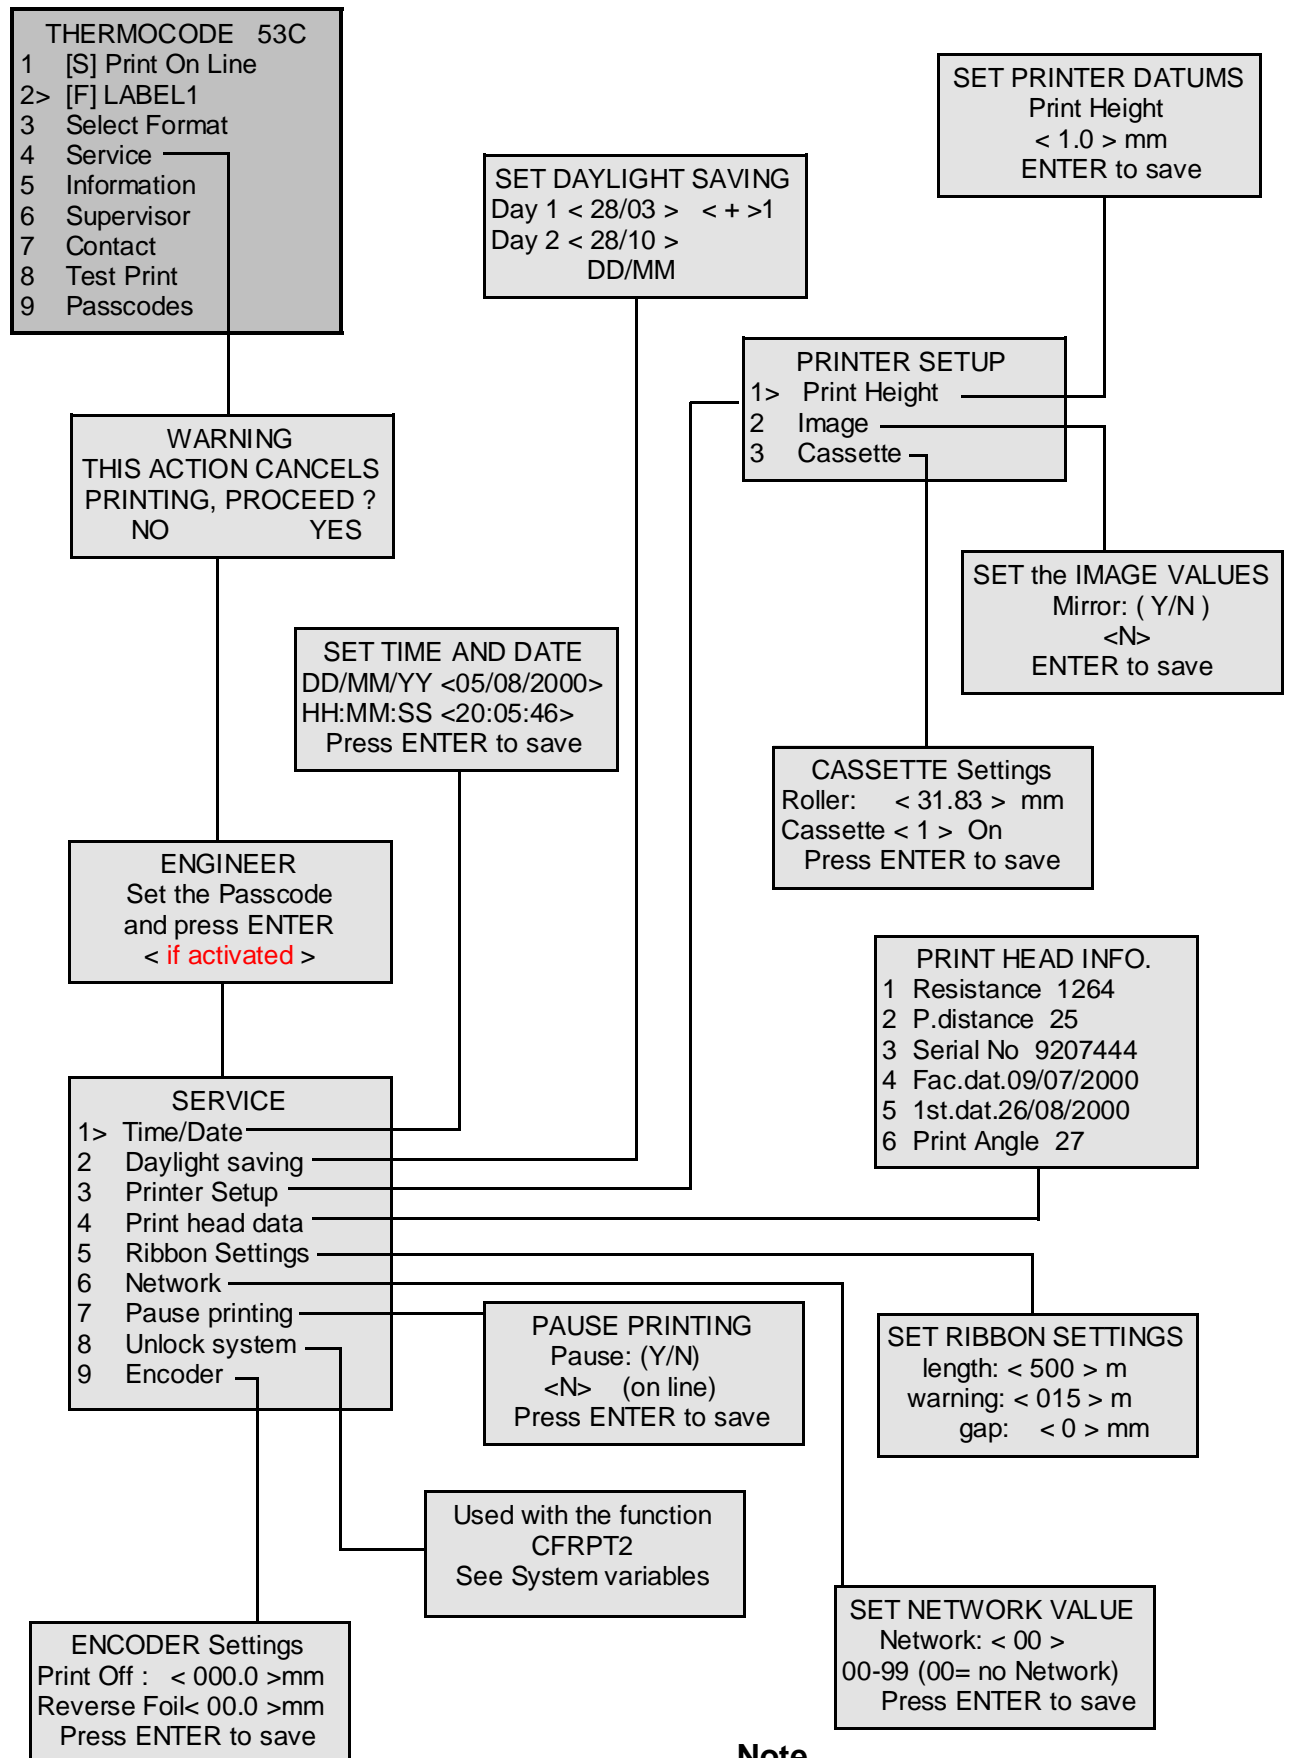 THERMOCODE 53C
1 [S] Print On Line
2> [F] LABEL1
3 Select Format
4 Service
5 Information
6 Supervisor
7 Contact
8 Test Print
9 Passcodes
SET PRINTER DATUMS
Print Height
< 1.0 > mm
ENTER to save
SET DAYLIGHT SAVING
Day 1 < 28/03 > < + >1
Day 2 < 28/10 >
DD/MM
PRINTER SETUP
1> Print Height
2 Image
3 Cassette
WARNING
THIS ACTION CANCELS
PRINTING, PROCEED ?
NO YES
SET the IMAGE VALUES
Mirror: ( Y/N )
<N>
ENTER to save
SET TIME AND DATE
DD/MM/YY <05/08/2000>
HH:MM:SS <20:05:46>
Press ENTER to save
CASSETTE Settings
Roller: < 31.83 > mm
Cassette < 1 > On
Press ENTER to save
ENGINEER
Set the Passcode
and press ENTER
< if activated >
PRINT HEAD INFO.
1 Resistance 1264
2 P.distance 25
3 Serial No 9207444
4 Fac.dat.09/07/2000
5 1st.dat.26/08/2000
6 Print Angle 27
SERVICE
1> Time/Date
2 Daylight saving
3 Printer Setup
4 Print head data
5 Ribbon Settings
6 Network
7 Pause printing
8 Unlock system
9 Encoder
PAUSE PRINTING
Pause: (Y/N)
<N> (on line)
Press ENTER to save
SET RIBBON SETTINGS
length: < 500 > m
warning: < 015 > m
gap: < 0 > mm
Used with the function
CFRPT2
See System variables
SET NETWORK VALUE
Network: < 00 >
00-99 (00= no Network)
Press ENTER to save
ENCODER Settings
Print Off : < 000.0 >mm
Reverse Foil< 00.0 >mm
Press ENTER to save
Note